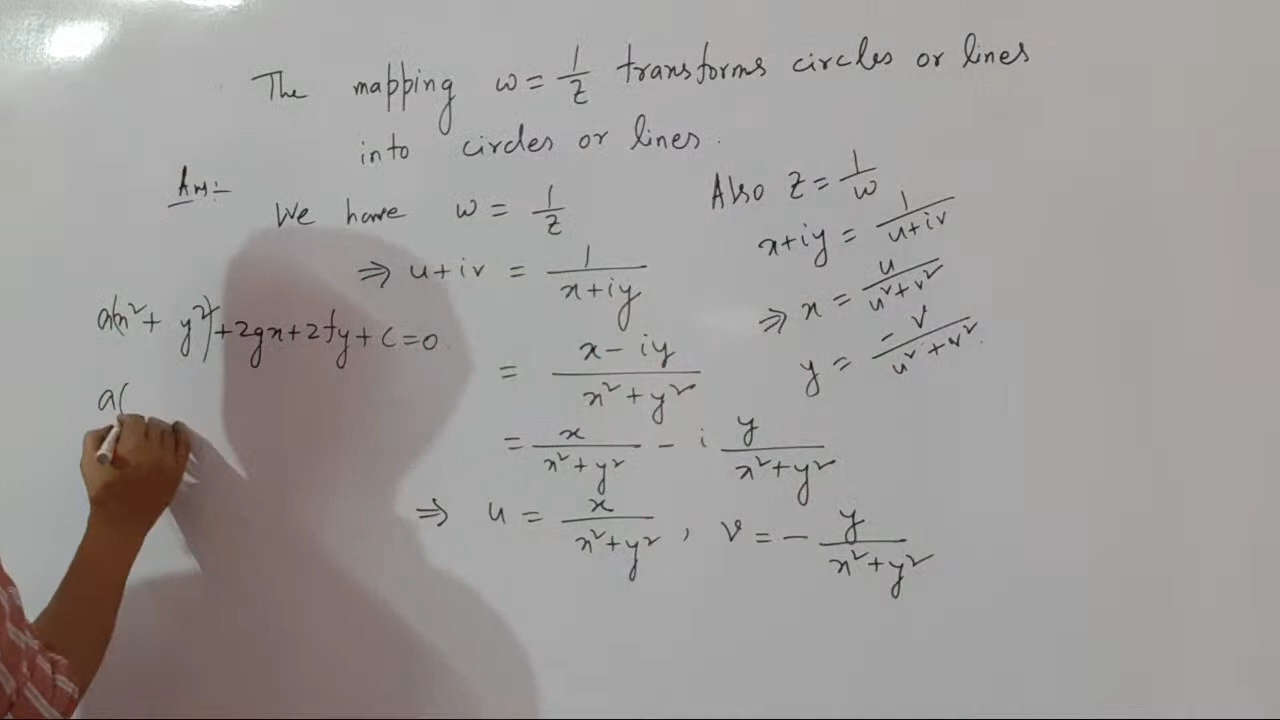 The mapping w = 1/z transforms circles or lines
into circles or lines.
Ans:-
We have w = 1/z
⇒ u+iv = 1/(x+iy)
= (x-iy)/(x²+y²)
= x/(x²+y²) - i y/(x²+y²)
⇒ u = x/(x²+y²), v = - y/(x²+y²)
Also z = 1/w
x+iy = 1/(u+iv)
⇒ x = u/(u²+v²)
y = -v/(u²+v²).
a(x²+y²)+2gx+2fy+c=0
a(